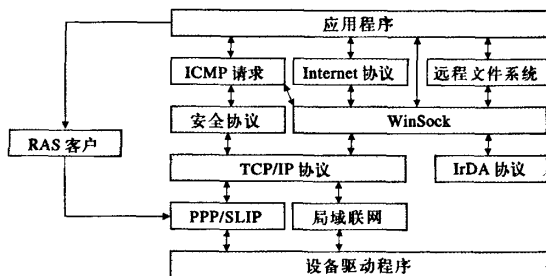 应用程序
ICMP 请求
Internet 协议
远程文件系统
安全协议
WinSock
RAS 客户
TCP/IP 协议
IrDA 协议
PPP/SLIP
局域联网
设备驱动程序